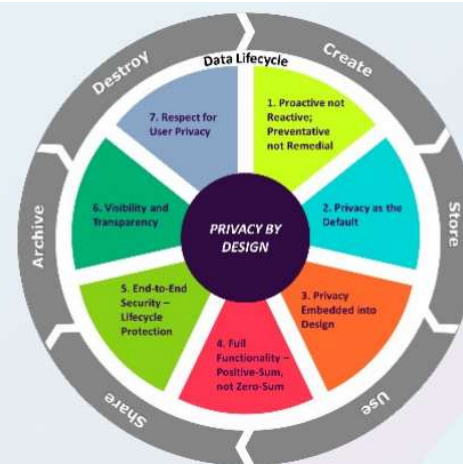 Data Lifecycle
Create
Store
Use
Share
Archive
Destroy
1. Proactive not
Reactive;
Preventative
not Remedial
2. Privacy as the
Default
3. Privacy
Embedded into
Design
4. Full
Functionality –
Positive-Sum,
not Zero-Sum
5. End-to-End
Security –
Lifecycle
Protection
6. Visibility and
Transparency
7. Respect for
User Privacy
PRIVACY BY
DESIGN